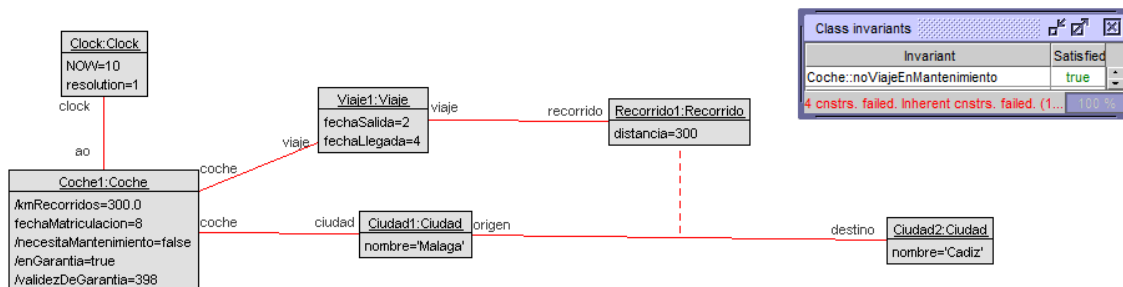 Clock:Clock
NOW=10
resolution=1
clock
ao
Coche1:Coche
/kmRecorridos=300.0
fechaMatriculacion=8
/necesitaMantenimiento=false
/enGarantia=true
/validezDeGarantia=398
coche
viaje
Viaje1:Viaje
fechaSalida=2
fechaLlegada=4
viaje
recorrido
Recorrido1:Recorrido
distancia=300
coche
ciudad
Ciudad1:Ciudad
nombre='Malaga'
origen
destino
Ciudad2:Ciudad
nombre='Cadiz'
Class invariants
Invariant Satisfied
Coche::noViajeEnMantenimiento true
4 cnstrs. failed. Inherent cnstrs. failed. (1... 100 %